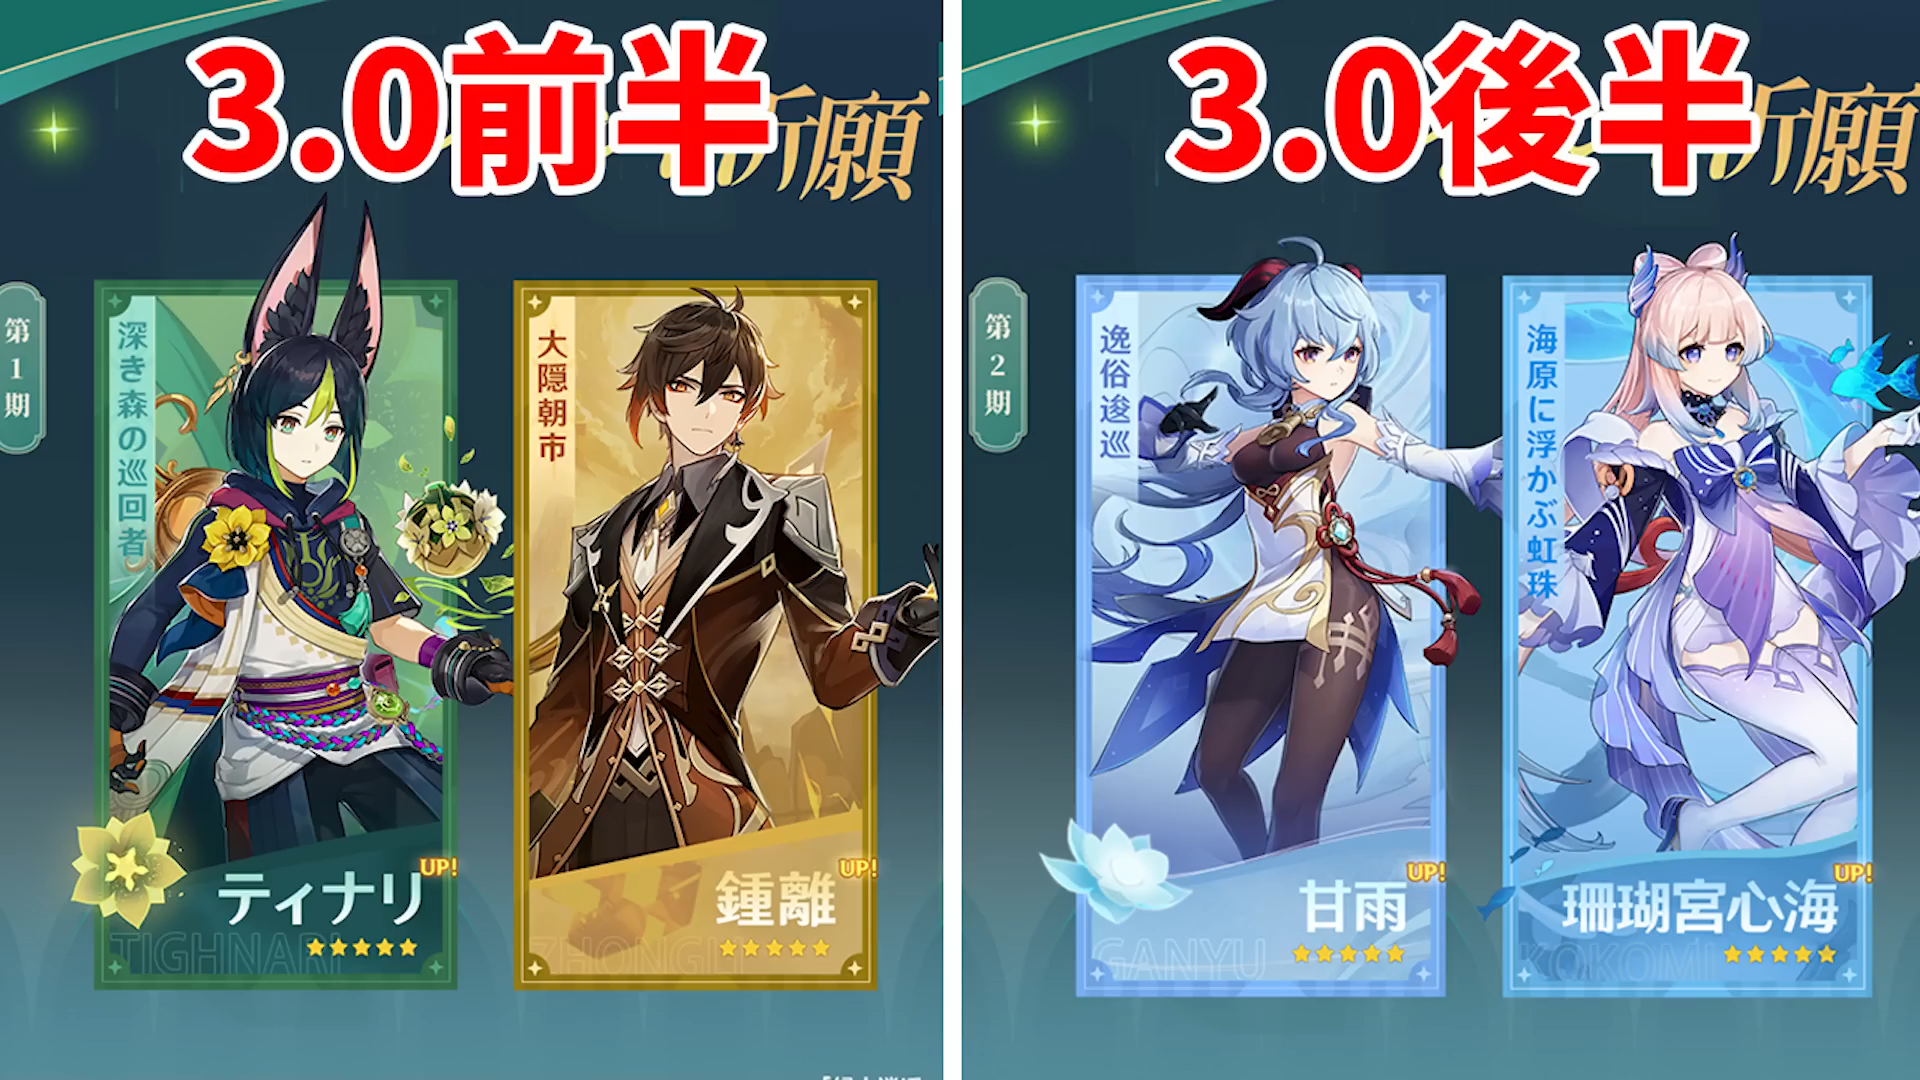 3.0前半
祈願
第1期
深き森の巡回者
ティナリ
UP!
TIGHNARI
大隠朝市
鍾離
UP!
ZHONGLI
3.0後半
祈願
第2期
逸俗逡巡
甘雨
UP!
GANYU
海原に浮かぶ虹珠
珊瑚宮心海
UP!
KOKOMI